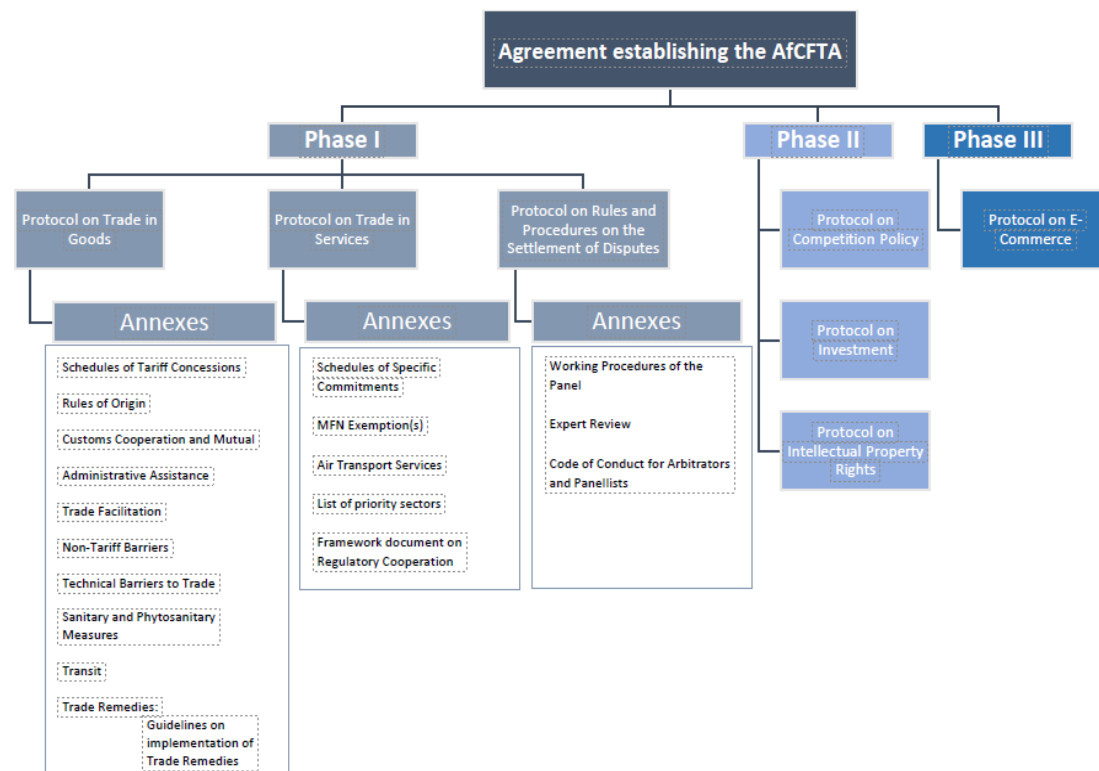 Agreement establishing the AfCFTA
Phase I
Phase II
Phase III
Protocol on Trade in
Goods
Protocol on Trade in
Services
Protocol on Rules and
Procedures on the
Settlement of Disputes
Protocol on
Competition Policy
Protocol on E-
Commerce
Annexes
Schedules of Tariff Concessions
Rules of Origin
Customs Cooperation and Mutual
Administrative Assistance
Trade Facilitation
Non-Tariff Barriers
Technical Barriers to Trade
Sanitary and Phytosanitary
Measures
Transit
Trade Remedies:
Guidelines on
implementation of
Trade Remedies
Annexes
Schedules of Specific
Commitments
MFN Exemption(s)
Air Transport Services
List of priority sectors
Framework document on
Regulatory Cooperation
Annexes
Working Procedures of the
Panel
Expert Review
Code of Conduct for Arbitrators
and Panellists
Protocol on
Investment
Protocol on
Intellectual Property
Rights